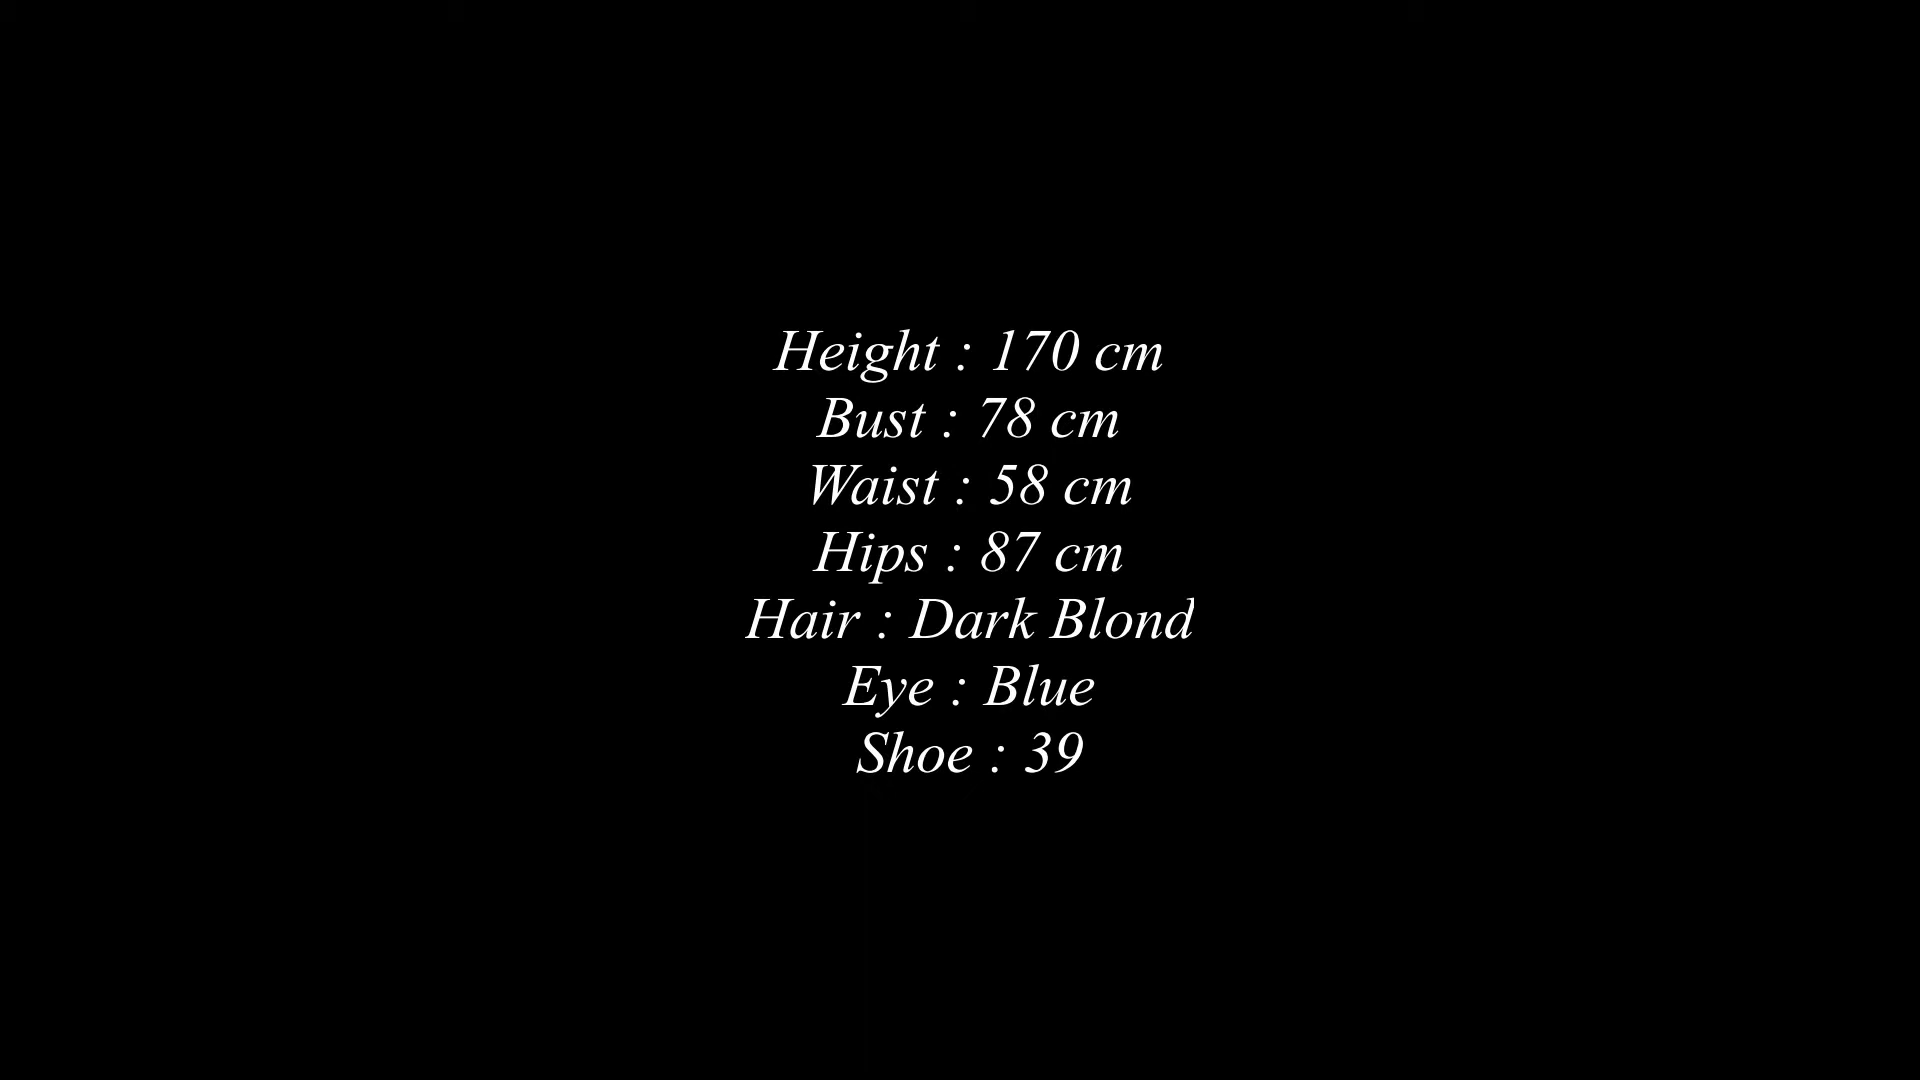 Height : 170 cm
Bust : 78 cm
Waist : 58 cm
Hips : 87 cm
Hair : Dark Blond
Eye : Blue
Shoe : 39